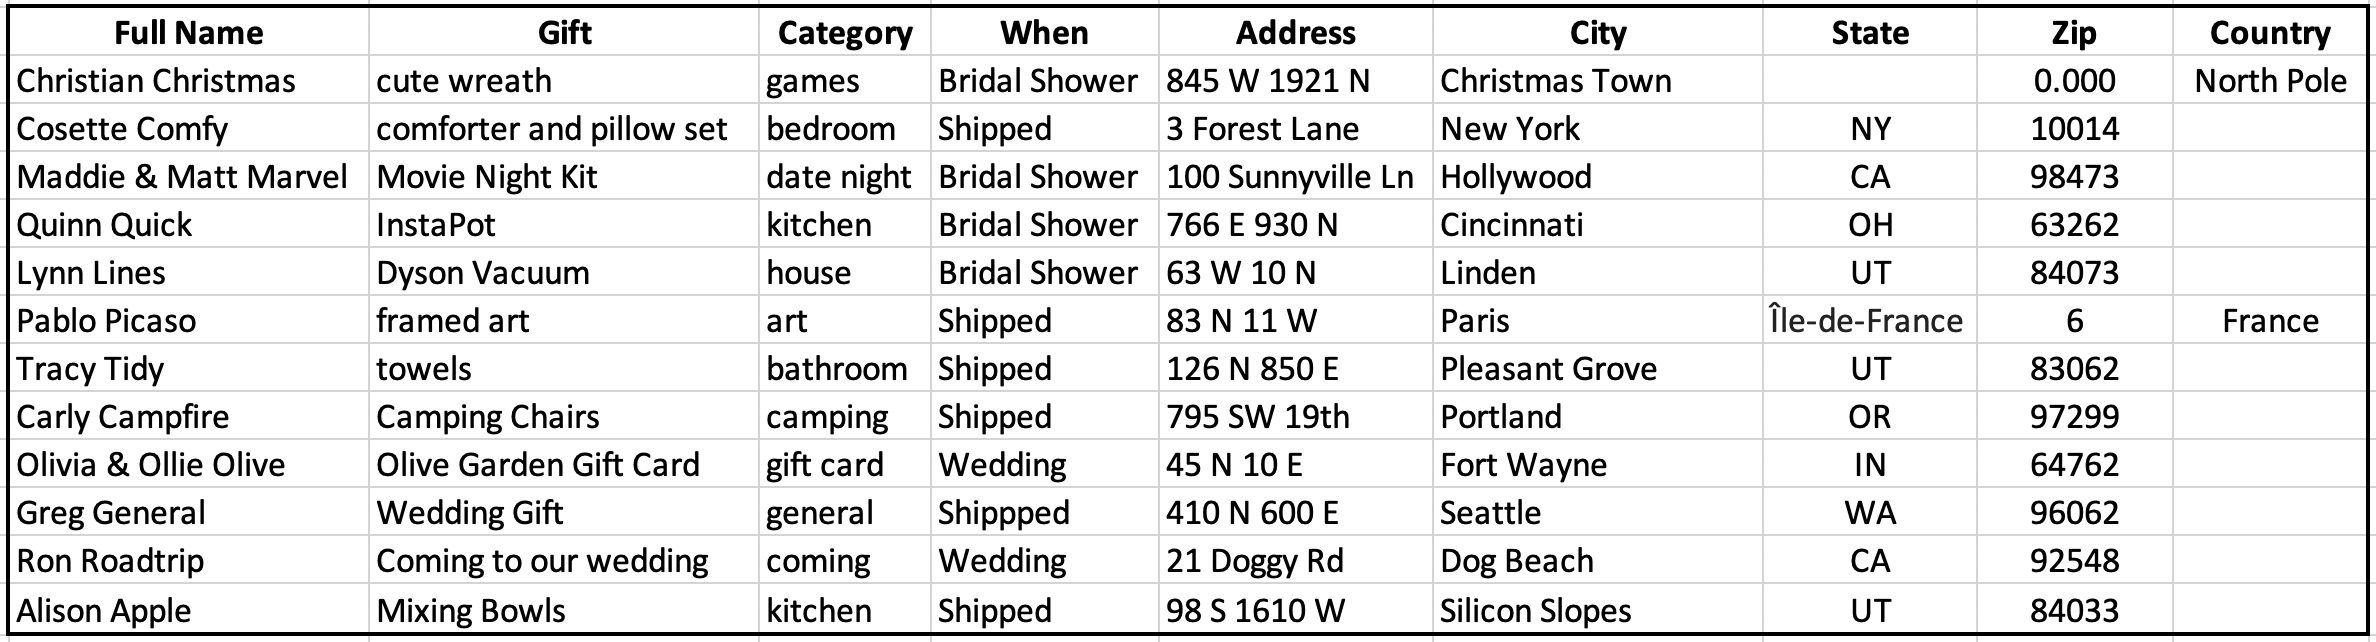 Full Name Gift Category When Address City State Zip Country
Christian Christmas cute wreath games Bridal Shower 845 W 1921 N Christmas Town 0.000 North Pole
Cosette Comfy comforter and pillow set bedroom Shipped 3 Forest Lane New York NY 10014
Maddie & Matt Marvel Movie Night Kit date night Bridal Shower 100 Sunnyville Ln Hollywood CA 98473
Quinn Quick InstaPot kitchen Bridal Shower 766 E 930 N Cincinnati OH 63262
Lynn Lines Dyson Vacuum house Bridal Shower 63 W 10 N Linden UT 84073
Pablo Picaso framed art art Shipped 83 N 11 W Paris Île-de-France 6 France
Tracy Tidy towels bathroom Shipped 126 N 850 E Pleasant Grove UT 83062
Carly Campfire Camping Chairs camping Shipped 795 SW 19th Portland OR 97299
Olivia & Ollie Olive Olive Garden Gift Card gift card Wedding 45 N 10 E Fort Wayne IN 64762
Greg General Wedding Gift general Shippped 410 N 600 E Seattle WA 96062
Ron Roadtrip Coming to our wedding coming Wedding 21 Doggy Rd Dog Beach CA 92548
Alison Apple Mixing Bowls kitchen Shipped 98 S 1610 W Silicon Slopes UT 84033